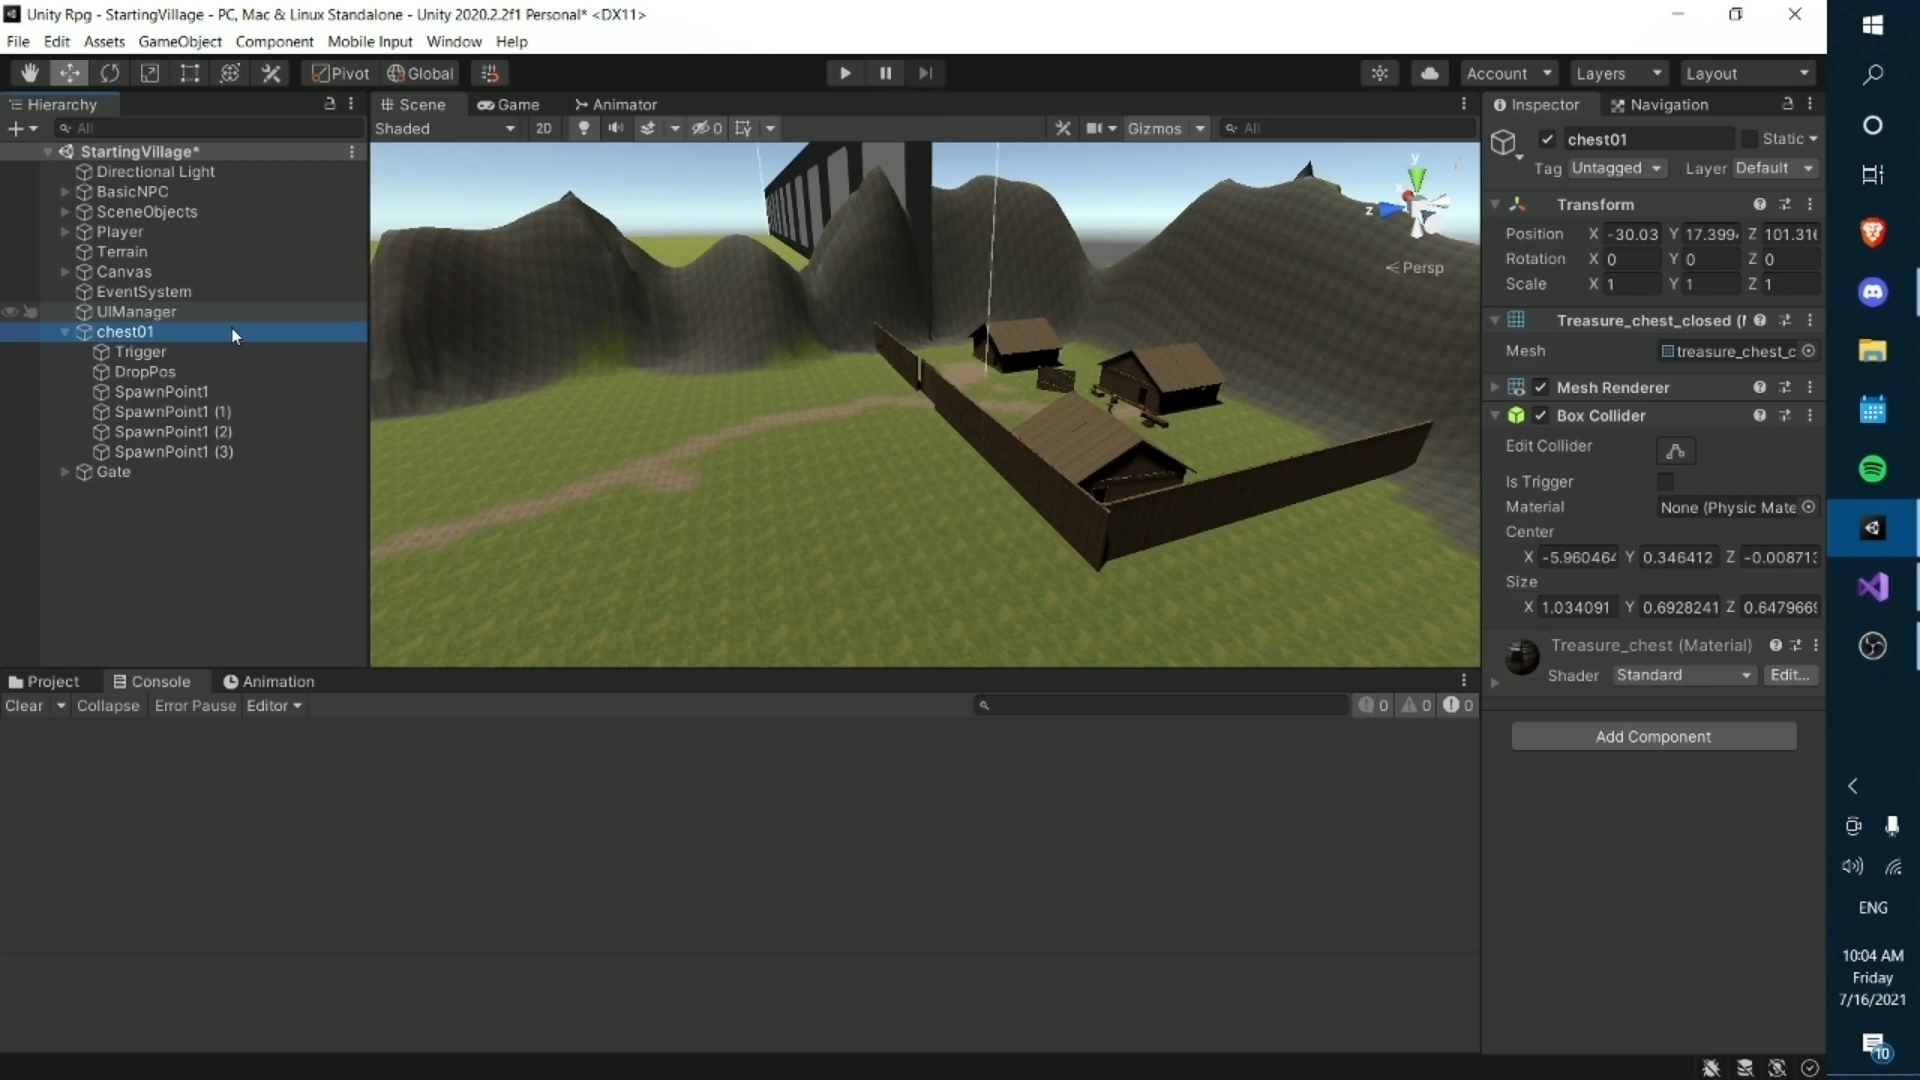 Unity Rpg - StartingVillage - PC, Mac & Linux Standalone - Unity 2020.2.2f1 Personal* <DX11>
File Edit Assets GameObject Component Mobile Input Window Help
Pivot Global Account Layers Layout
Hierarchy
All
StartingVillage*
Directional Light
BasicNPC
SceneObjects
Player
Terrain
Canvas
EventSystem
UIManager
chest01
Trigger
DropPos
SpawnPoint1
SpawnPoint1 (1)
SpawnPoint1 (2)
SpawnPoint1 (3)
Gate
Scene Game Animator
Shaded 2D 0 Gizmos All
y
x
z
Persp
Inspector Navigation
chest01 Static
Tag Untagged Layer Default
Transform
Position X -30.03 Y 17.399 Z 101.316
Rotation X 0 Y 0 Z 0
Scale X 1 Y 1 Z 1
Treasure_chest_closed (
Mesh treasure_chest_c
Mesh Renderer
Box Collider
Edit Collider
Is Trigger
Material None (Physic Mate
Center
X -5.960464 Y 0.346412 Z -0.008713
Size
X 1.034091 Y 0.6928241 Z 0.6479669
Treasure_chest (Material)
Shader Standard Edit...
Add Component
Project Console Animation
Clear Collapse Error Pause Editor 0 0 0
ENG
10:04 AM
Friday
7/16/2021
10